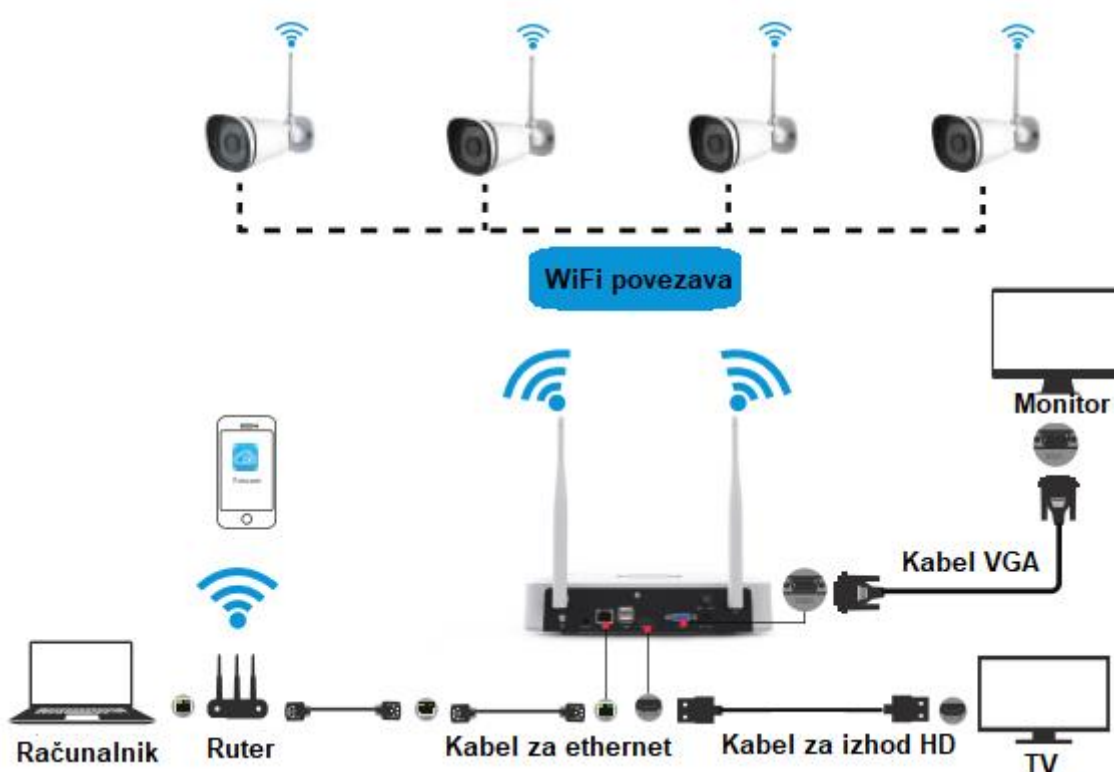 WiFi povezava
Monitor
Kabel VGA
Računalnik
Ruter
Kabel za ethernet
Kabel za izhod HD
TV